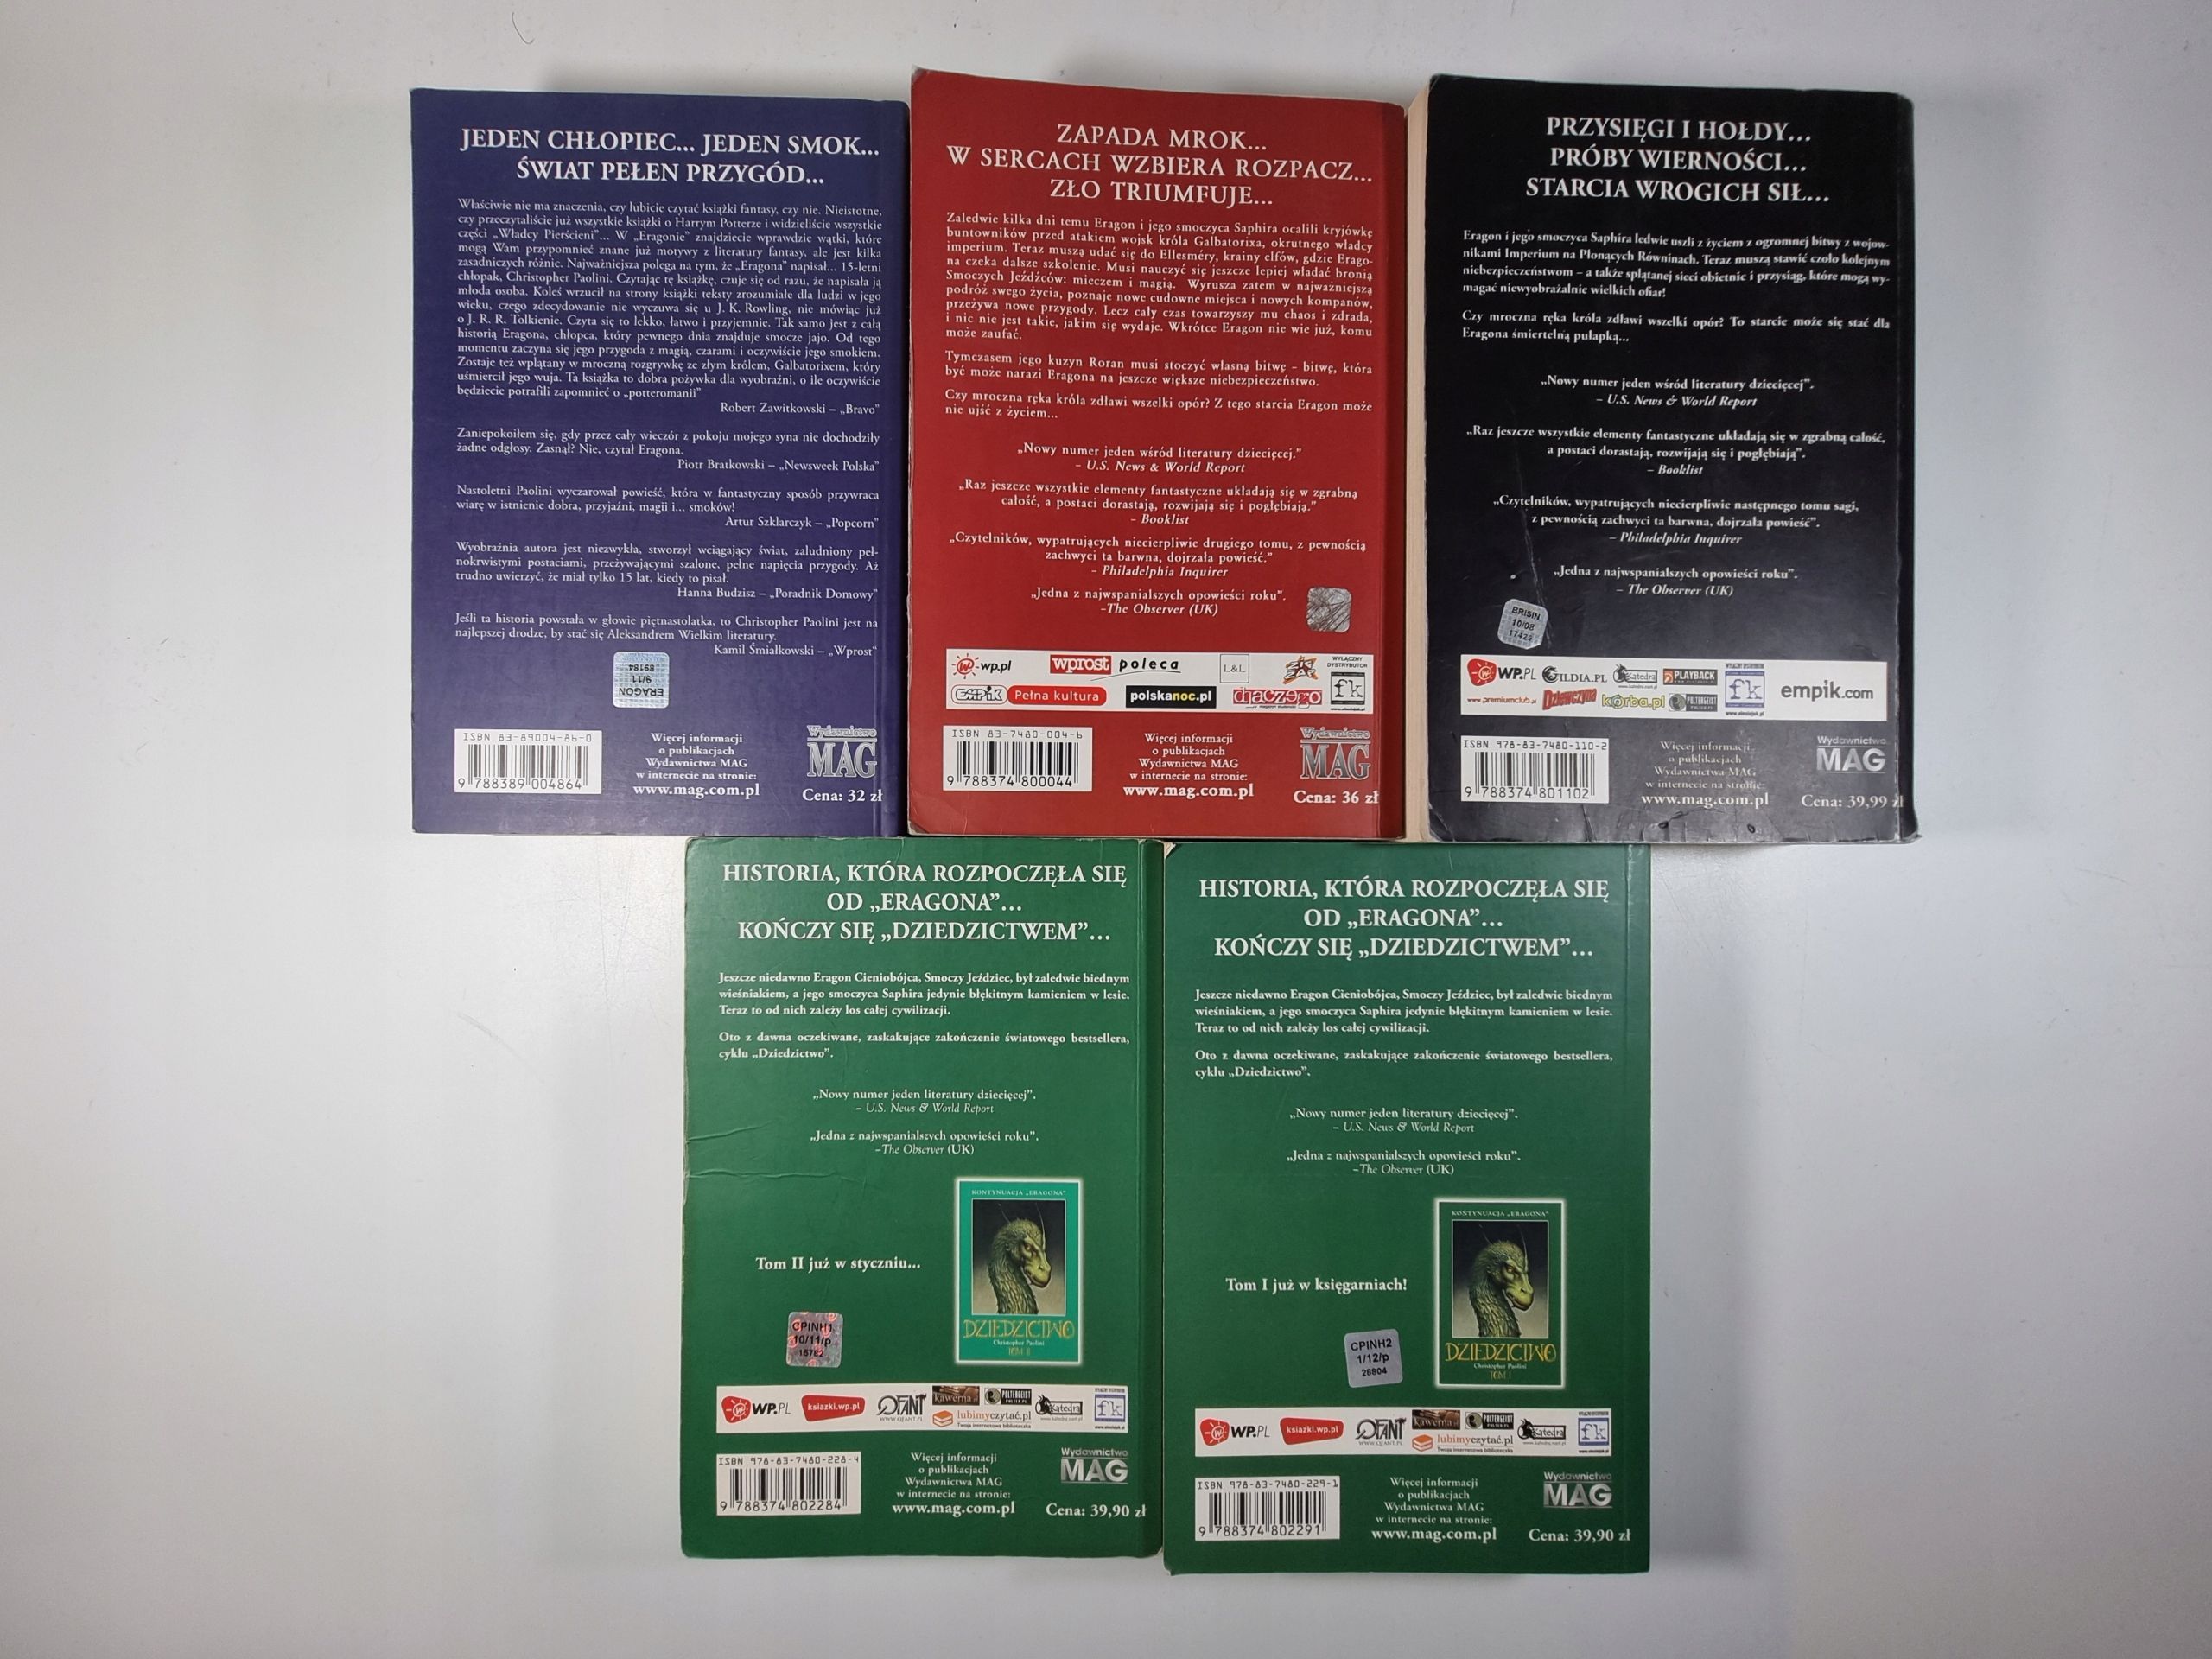 JEDEN CHŁOPIEC... JEDEN SMOK...
ŚWIAT PEŁEN PRZYGÓD...
Właściwie nie ma znaczenia, czy lubicie czytać książki fantasy, czy nie. Nieistotne,
czy przeczytaliście już wszystkie książki o Harrym Potterze i widzieliście wszystkie
części „Władcy Pierścieni”... W „Eragonie” znajdziecie wprawdzie wątki, które
mogą Wam przypomnieć znane już motywy z literatury fantasy, ale jest kilka
zasadniczych różnic. Najważniejsza polega na tym, że „Eragona” napisał... 15-letni
chłopak, Christopher Paolini. Czytając tę książkę, czuje się od razu, że napisała ją
młoda osoba. Koleś wrzucił na strony książki teksty zrozumiałe dla ludzi w jego
wieku, czego zdecydowanie nie wyczuwa się u J. K. Rowling, nie mówiąc już
o J. R. R. Tolkienie. Czyta się to lekko, łatwo i przyjemnie. Tak samo jest z całą
historią Eragona, chłopca, który pewnego dnia znajduje smocze jajo. Od tego
momentu zaczyna się jego przygoda z magią, czarami i oczywiście jego smokiem.
Zostaje też wplątany w mroczną rozgrywkę ze złym królem, Galbatorixem, który
uśmiercił jego wuja. Ta książka to dobra pożywka dla wyobraźni, o ile oczywiście
będziecie potrafili zapomnieć o „potteromanii”
Robert Zawitkowski – „Bravo”
Zaniepokoiłem się, gdy przez cały wieczór z pokoju mojego syna nie dochodziły
żadne odgłosy. Zasnął? Nie, czytał Eragona.
Piotr Bratkowski – „Newsweek Polska”
Nastoletni Paolini wyczarował powieść, która w fantastyczny sposób przywraca
wiarę w istnienie dobra, przyjaźni, magii i... smoków!
Artur Szklarczyk – „Popcorn”
Wyobraźnia autora jest niezwykła, stworzył wciągający świat, zaludniony peł-
nokrwistymi postaciami, przeżywającymi szalone, pełne napięcia przygody. Aż
trudno uwierzyć, że miał tylko 15 lat, kiedy to pisał.
Hanna Budzisz – „Poradnik Domowy”
Jeśli ta historia powstała w głowie piętnastolatka, to Christopher Paolini jest na
najlepszej drodze, by stać się Aleksandrem Wielkim literatury.
Kamil Śmiałkowski – „Wprost”
ERAGON
9/11
89184
ISBN 83-89004-86-0
9 788389 004864
Więcej informacji
o publikacjach
Wydawnictwa MAG
w internecie na stronie:
www.mag.com.pl
Wydawnictwo
MAG
Cena: 32 zł
ZAPADA MROK...
W SERCACH WZBIERA ROZPACZ...
ZŁO TRIUMFUJE...
Zaledwie kilka dni temu Eragon i jego smoczyca Saphira ocalili kryjówkę
buntowników przed atakiem wojsk króla Galbatorixa, okrutnego władcy
imperium. Teraz muszą udać się do Ellesméry, krainy elfów, gdzie Erago-
na czeka dalsze szkolenie. Musi nauczyć się jeszcze lepiej władać bronią
Smoczych Jeźdźców: mieczem i magią. Wyrusza zatem w najważniejszą
podróż swego życia, poznaje nowe cudowne miejsca i nowych kompanów,
przeżywa nowe przygody. Lecz cały czas towarzyszy mu chaos i zdrada,
i nic nie jest takie, jakim się wydaje. Wkrótce Eragon nie wie już, komu
może zaufać.
Tymczasem jego kuzyn Roran musi stoczyć własną bitwę – bitwę, która
być może narazi Eragona na jeszcze większe niebezpieczeństwo.
Czy mroczna ręka króla zdławi wszelki opór? Z tego starcia Eragon może
nie ujść z życiem...
„Nowy numer jeden wśród literatury dziecięcej.”
– U.S. News & World Report
„Raz jeszcze wszystkie elementy fantastyczne układają się w zgrabną
całość, a postaci dorastają, rozwijają się i pogłębiają.”
– Booklist
„Czytelników, wypatrujących niecierpliwie drugiego tomu, z pewnością
zachwyci ta barwna, dojrzała powieść.”
– Philadelphia Inquirer
„Jedna z najwspanialszych opowieści roku”.
–The Observer (UK)
wp.pl
wprost poleca
L&L
WYŁĄCZNY
DYSTRYBUTOR
fk
empik Pełna kultura
polskanoc.pl
dlaczego
ISBN 83-7480-004-6
9 788374 800044
Więcej informacji
o publikacjach
Wydawnictwa MAG
w internecie na stronie:
www.mag.com.pl
Wydawnictwo
MAG
Cena: 36 zł
PRZYSIĘGI I HOŁDY...
PRÓBY WIERNOŚCI...
STARCIA WROGICH SIŁ...
Eragon i jego smoczyca Saphira ledwie uszli z życiem z ogromnej bitwy z wojow-
nikami Imperium na Płonących Równinach. Teraz muszą stawić czoło kolejnym
niebezpieczeństwom – a także splątanej sieci obietnic i przysiąg, które mogą wy-
magać niewyobrażalnie wielkich ofiar!
Czy mroczna ręka króla zdławi wszelki opór? To starcie może się stać dla
Eragona śmiertelną pułapką...
„Nowy numer jeden wśród literatury dziecięcej”.
– U.S. News & World Report
„Raz jeszcze wszystkie elementy fantastyczne układają się w zgrabną całość,
a postaci dorastają, rozwijają się i pogłębiają”.
– Booklist
„Czytelników, wypatrujących niecierpliwie następnego tomu sagi,
z pewnością zachwyci ta barwna, dojrzała powieść”.
– Philadelphia Inquirer
„Jedna z najwspanialszych opowieści roku”.
– The Observer (UK)
BRISIN
10/08
WP.PL
GILDIA.PL
Katedra
PLAYBACK
fk
empik.com
www.premiumclub.pl
Dziewczyna
korba.pl
POLTERGEIST
ISBN 978-83-7480-110-2
9 788374 801102
Więcej informacji
o publikacjach
Wydawnictwa MAG
w internecie na stronie:
www.mag.com.pl
Wydawnictwo
MAG
Cena: 39,99 zł
HISTORIA, KTÓRA ROZPOCZĘŁA SIĘ
OD „ERAGONA”...
KOŃCZY SIĘ „DZIEDZICTWEM”...
Jeszcze niedawno Eragon Cieniobójca, Smoczy Jeździec, był zaledwie biednym
wieśniakiem, a jego smoczyca Saphira jedynie błękitnym kamieniem w lesie.
Teraz to od nich zależy los całej cywilizacji.
Oto z dawna oczekiwane, zaskakujące zakończenie światowego bestsellera,
cyklu „Dziedzictwo”.
„Nowy numer jeden literatury dziecięcej”.
– U.S. News & World Report
„Jedna z najwspanialszych opowieści roku”.
–The Observer (UK)
KONTYNUACJA „ERAGONA”
Tom II już w styczniu...
DZIEDZICTWO
Christopher Paolini
TOM II
CPINH1
10/11/p
15782
WP.PL
ksiazki.wp.pl
QFANT
WWW.QFANT.PL
Kawerna
POLTERGEIST
lubimyczytać.pl
Twoja internetowa biblioteczka
Katedra
fk
ISBN 978-83-7480-228-4
9 788374 802284
Więcej informacji
o publikacjach
Wydawnictwa MAG
w internecie na stronie:
www.mag.com.pl
Wydawnictwo
MAG
Cena: 39,90 zł
HISTORIA, KTÓRA ROZPOCZĘŁA SIĘ
OD „ERAGONA”...
KOŃCZY SIĘ „DZIEDZICTWEM”...
Jeszcze niedawno Eragon Cieniobójca, Smoczy Jeździec, był zaledwie biednym
wieśniakiem, a jego smoczyca Saphira jedynie błękitnym kamieniem w lesie.
Teraz to od nich zależy los całej cywilizacji.
Oto z dawna oczekiwane, zaskakujące zakończenie światowego bestsellera,
cyklu „Dziedzictwo”.
„Nowy numer jeden literatury dziecięcej”.
– U.S. News & World Report
„Jedna z najwspanialszych opowieści roku”.
–The Observer (UK)
KONTYNUACJA „ERAGONA”
Tom I już w księgarniach!
DZIEDZICTWO
Christopher Paolini
TOM I
CPINH2
1/12/p
28804
WP.PL
ksiazki.wp.pl
QFANT
WWW.QFANT.PL
Kawerna
POLTERGEIST
lubimyczytać.pl
Twoja internetowa biblioteczka
Katedra
fk
ISBN 978-83-7480-229-1
9 788374 802291
Więcej informacji
o publikacjach
Wydawnictwa MAG
w internecie na stronie:
www.mag.com.pl
Wydawnictwo
MAG
Cena: 39,90 zł